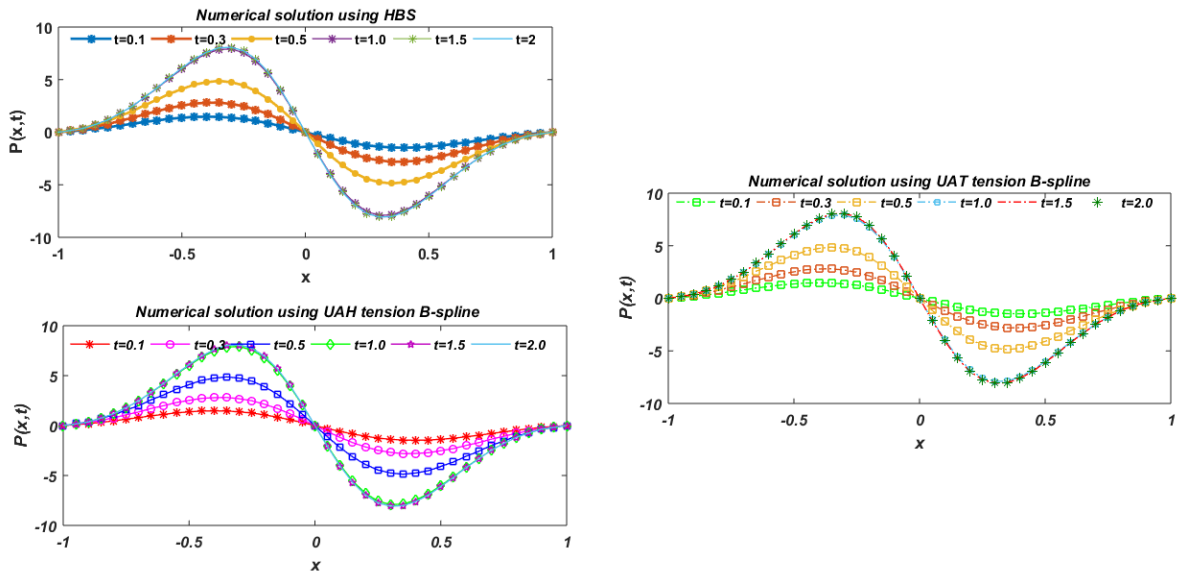 Numerical solution using HBS
10
t=0.1 t=0.3 t=0.5 t=1.0 t=1.5 t=2
5
0
-5
-10
P(x,t)
-1 -0.5 0 0.5 1
x
Numerical solution using UAH tension B-spline
10
t=0.1 t=0.3 t=0.5 t=1.0 t=1.5 t=2.0
5
0
-5
-10
P(x,t)
-1 -0.5 0 0.5 1
x
Numerical solution using UAT tension B-spline
10
t=0.1 t=0.3 t=0.5 t=1.0 t=1.5 t=2.0
5
0
-5
-10
P(x,t)
-1 -0.5 0 0.5 1
x